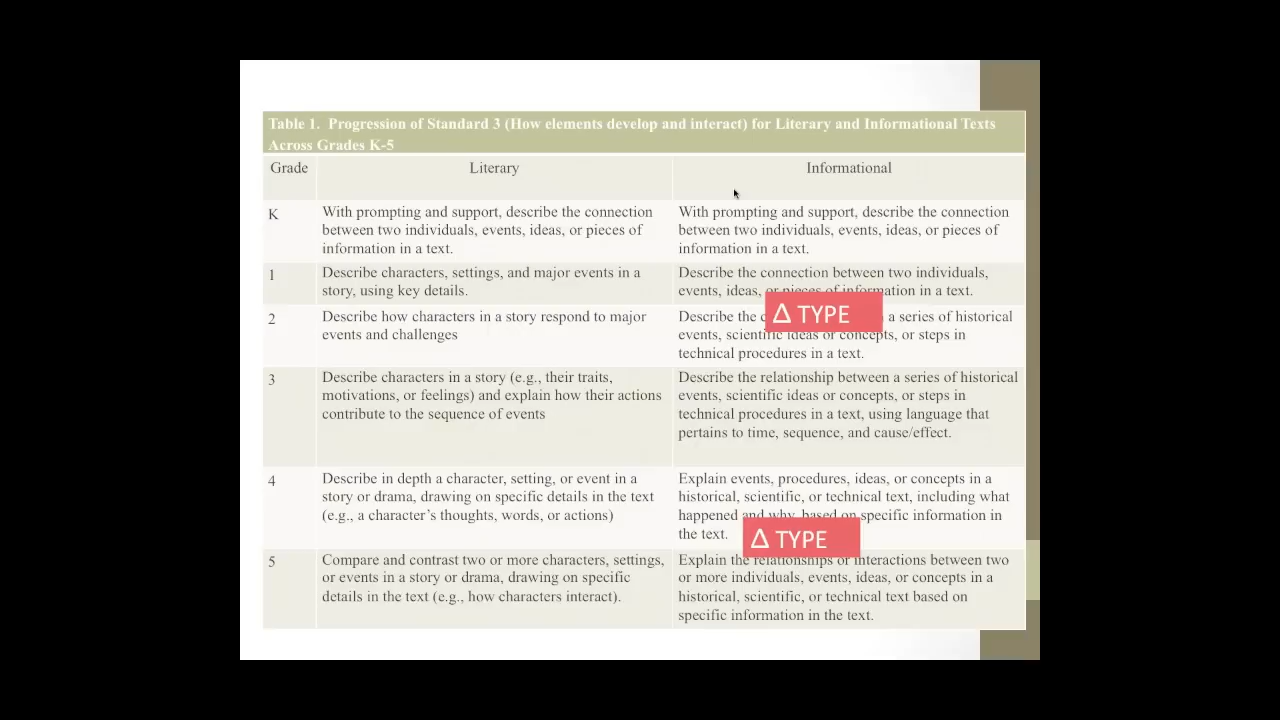 Table 1. Progression of Standard 3 (How elements develop and interact) for Literary and Informational Texts
Across Grades K-5
Grade
Literary
Informational
K
With prompting and support, describe the connection
between two individuals, events, ideas, or pieces of
information in a text.
With prompting and support, describe the connection
between two individuals, events, ideas, or pieces of
information in a text.
1
Describe characters, settings, and major events in a
story, using key details.
Describe the connection between two individuals,
events, ideas, or pieces of information in a text.
Δ TYPE
2
Describe how characters in a story respond to major
events and challenges
Describe the a series of historical
events, scientific ideas or concepts, or steps in
technical procedures in a text.
3
Describe characters in a story (e.g., their traits,
motivations, or feelings) and explain how their actions
contribute to the sequence of events
Describe the relationship between a series of historical
events, scientific ideas or concepts, or steps in
technical procedures in a text, using language that
pertains to time, sequence, and cause/effect.
4
Describe in depth a character, setting, or event in a
story or drama, drawing on specific details in the text
(e.g., a character’s thoughts, words, or actions)
Explain events, procedures, ideas, or concepts in a
historical, scientific, or technical text, including what
happened and why, based on specific information in
the text.
Δ TYPE
5
Compare and contrast two or more characters, settings,
or events in a story or drama, drawing on specific
details in the text (e.g., how characters interact).
Explain the relationships or interactions between two
or more individuals, events, ideas, or concepts in a
historical, scientific, or technical text based on
specific information in the text.